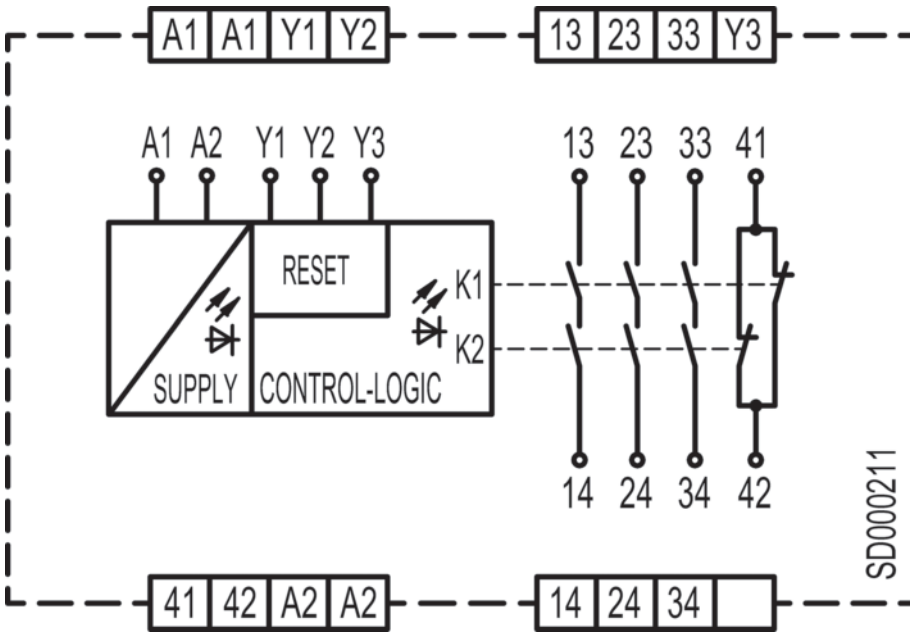 A1 A1 Y1 Y2 13 23 33 Y3
A1 A2 Y1 Y2 Y3 13 23 33 41
RESET
K1
K2
SUPPLY CONTROL-LOGIC
14 24 34 42
SD000211
41 42 A2 A2 14 24 34